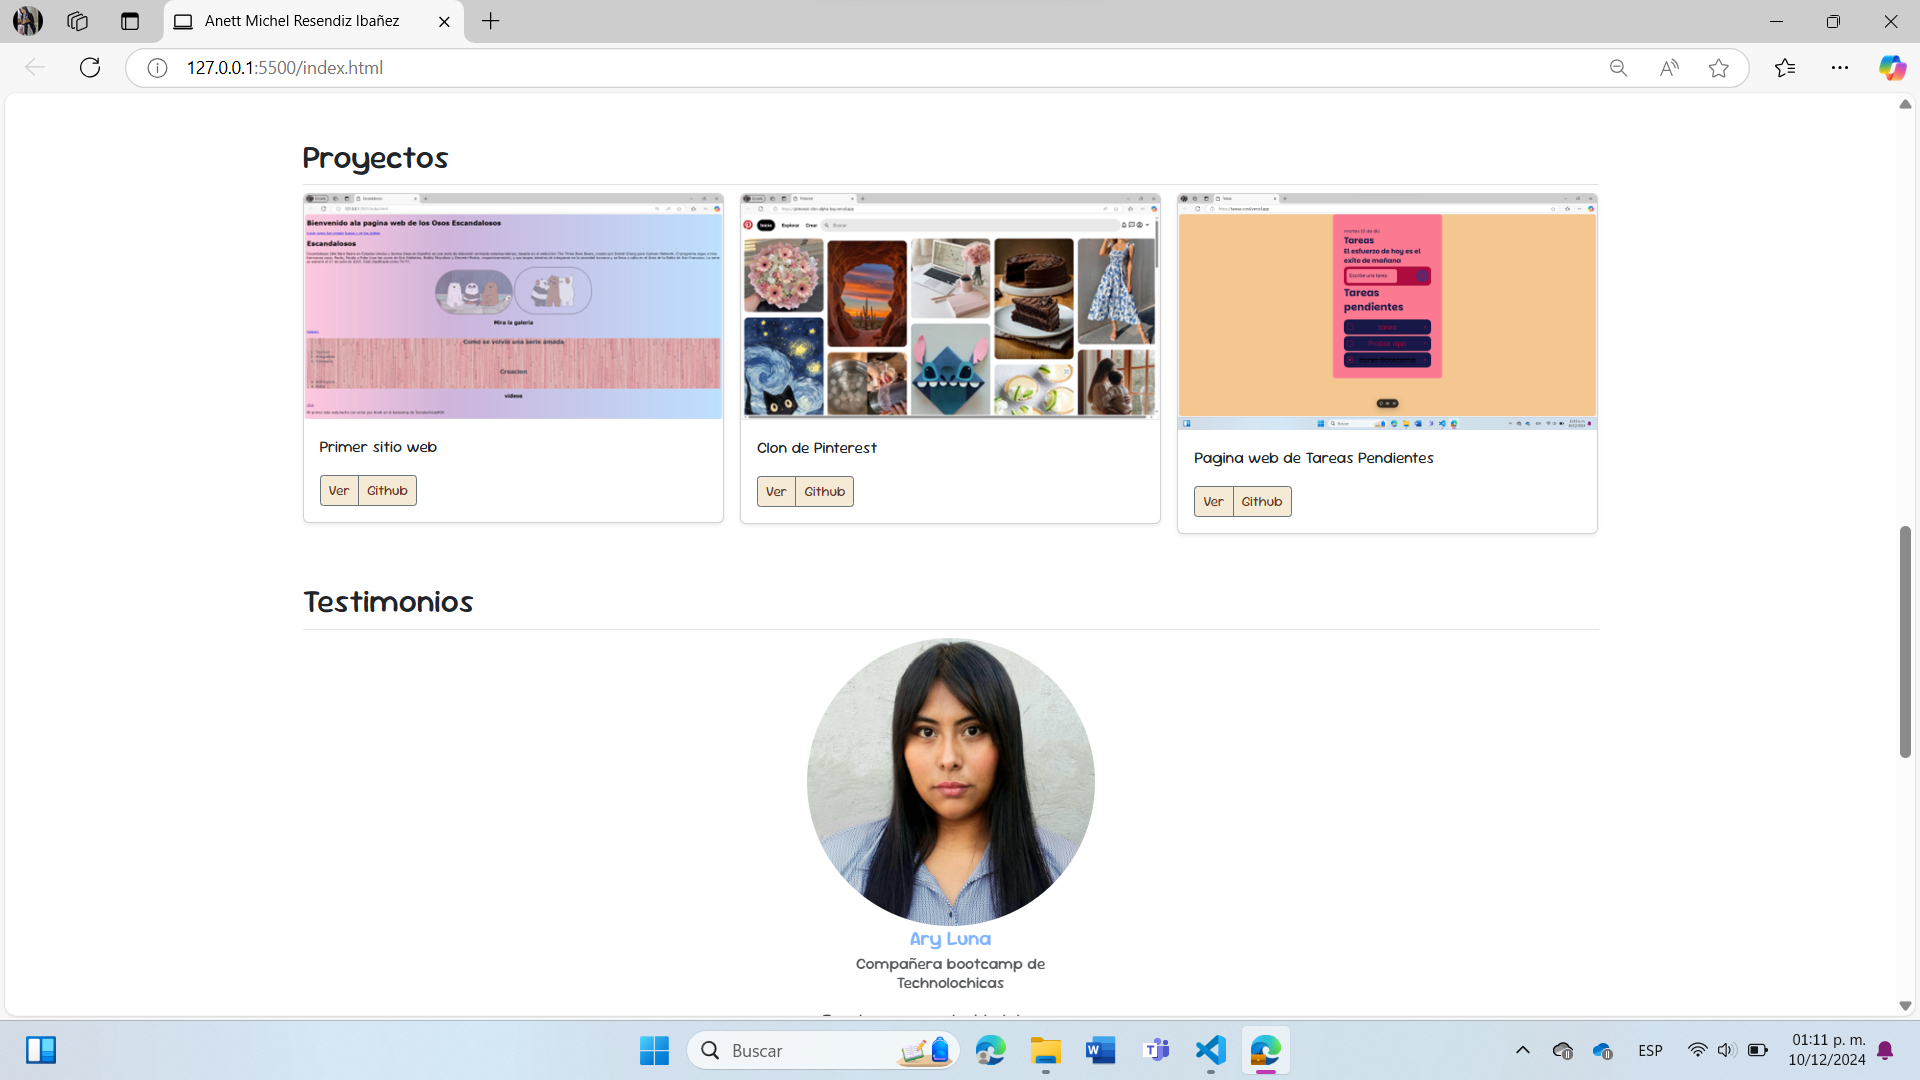 Anett Michel Resendiz Ibañez
127.0.0.1:5500/index.html
Proyectos
Bienvenido ala pagina web de los Osos Escandalosos
Escandalosos
Mira la galeria
Como se volvio una serie amada
Creacion
videos
Primer sitio web
Ver Github
Inicio Explorar Crear Buscar
Clon de Pinterest
Ver Github
Tareas
El esfuerzo de hoy es el
exito de mañana
Escribe una tarea
Tareas
pendientes
Pagina web de Tareas Pendientes
Ver Github
Testimonios
Ary Luna
Compañera bootcamp de
Technolochicas
Buscar
ESP
01:11 p. m.
10/12/2024